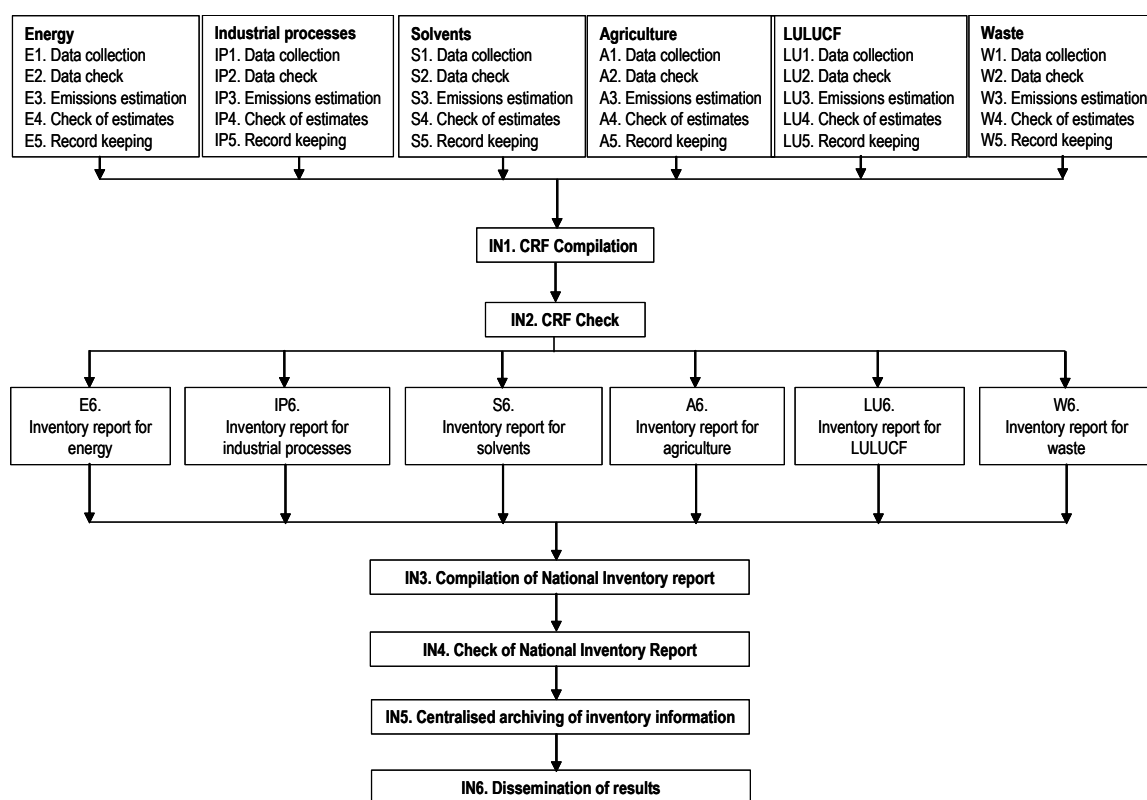 Energy
E1. Data collection
E2. Data check
E3. Emissions estimation
E4. Check of estimates
E5. Record keeping
Industrial processes
IP1. Data collection
IP2. Data check
IP3. Emissions estimation
IP4. Check of estimates
IP5. Record keeping
Solvents
S1. Data collection
S2. Data check
S3. Emissions estimation
S4. Check of estimates
S5. Record keeping
Agriculture
A1. Data collection
A2. Data check
A3. Emissions estimation
A4. Check of estimates
A5. Record keeping
LULUCF
LU1. Data collection
LU2. Data check
LU3. Emissions estimation
LU4. Check of estimates
LU5. Record keeping
Waste
W1. Data collection
W2. Data check
W3. Emissions estimation
W4. Check of estimates
W5. Record keeping
IN1. CRF Compilation
IN2. CRF Check
E6.
Inventory report for
energy
IP6.
Inventory report for
industrial processes
S6.
Inventory report for
solvents
A6.
Inventory report for
agriculture
LU6.
Inventory report for
LULUCF
W6.
Inventory report for
waste
IN3. Compilation of National Inventory report
IN4. Check of National Inventory Report
IN5. Centralised archiving of inventory information
IN6. Dissemination of results